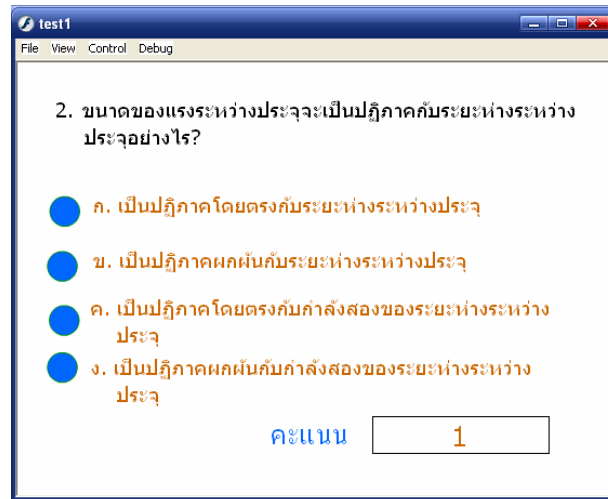 test1
File View Control Debug
2. ขนาดของแรงระหว่างประจุจะเป็นปฏิภาคกับระยะห่างระหว่าง
ประจุอย่างไร?
ก. เป็นปฏิภาคโดยตรงกับระยะห่างระหว่างประจุ
ข. เป็นปฏิภาคผกผันกับระยะห่างระหว่างประจุ
ค. เป็นปฏิภาคโดยตรงกับกำลังสองของระยะห่างระหว่าง
ประจุ
ง. เป็นปฏิภาคผกผันกับกำลังสองของระยะห่างระหว่าง
ประจุ
คะแนน 1